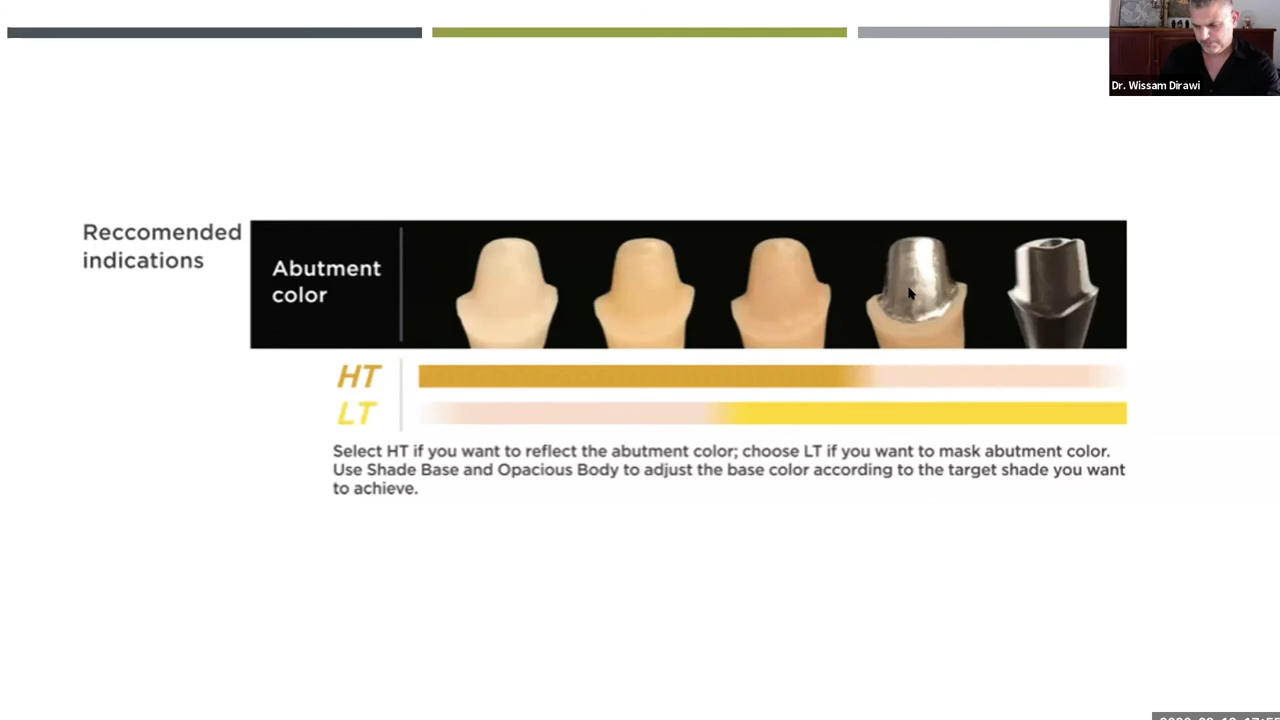 Dr. Wissam Dirawi
Reccomended
indications
Abutment
color
HT
LT
Select HT if you want to reflect the abutment color; choose LT if you want to mask abutment color.
Use Shade Base and Opacious Body to adjust the base color according to the target shade you want
to achieve.